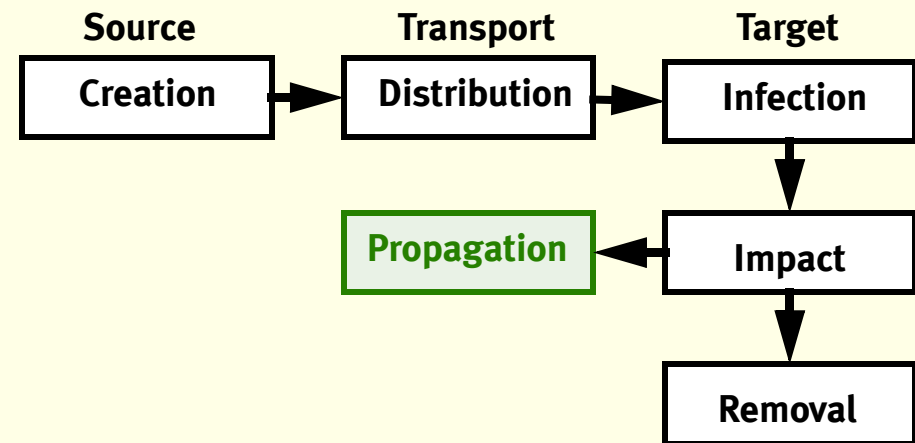 Source Transport Target
Creation Distribution Infection
Propagation Impact
Removal